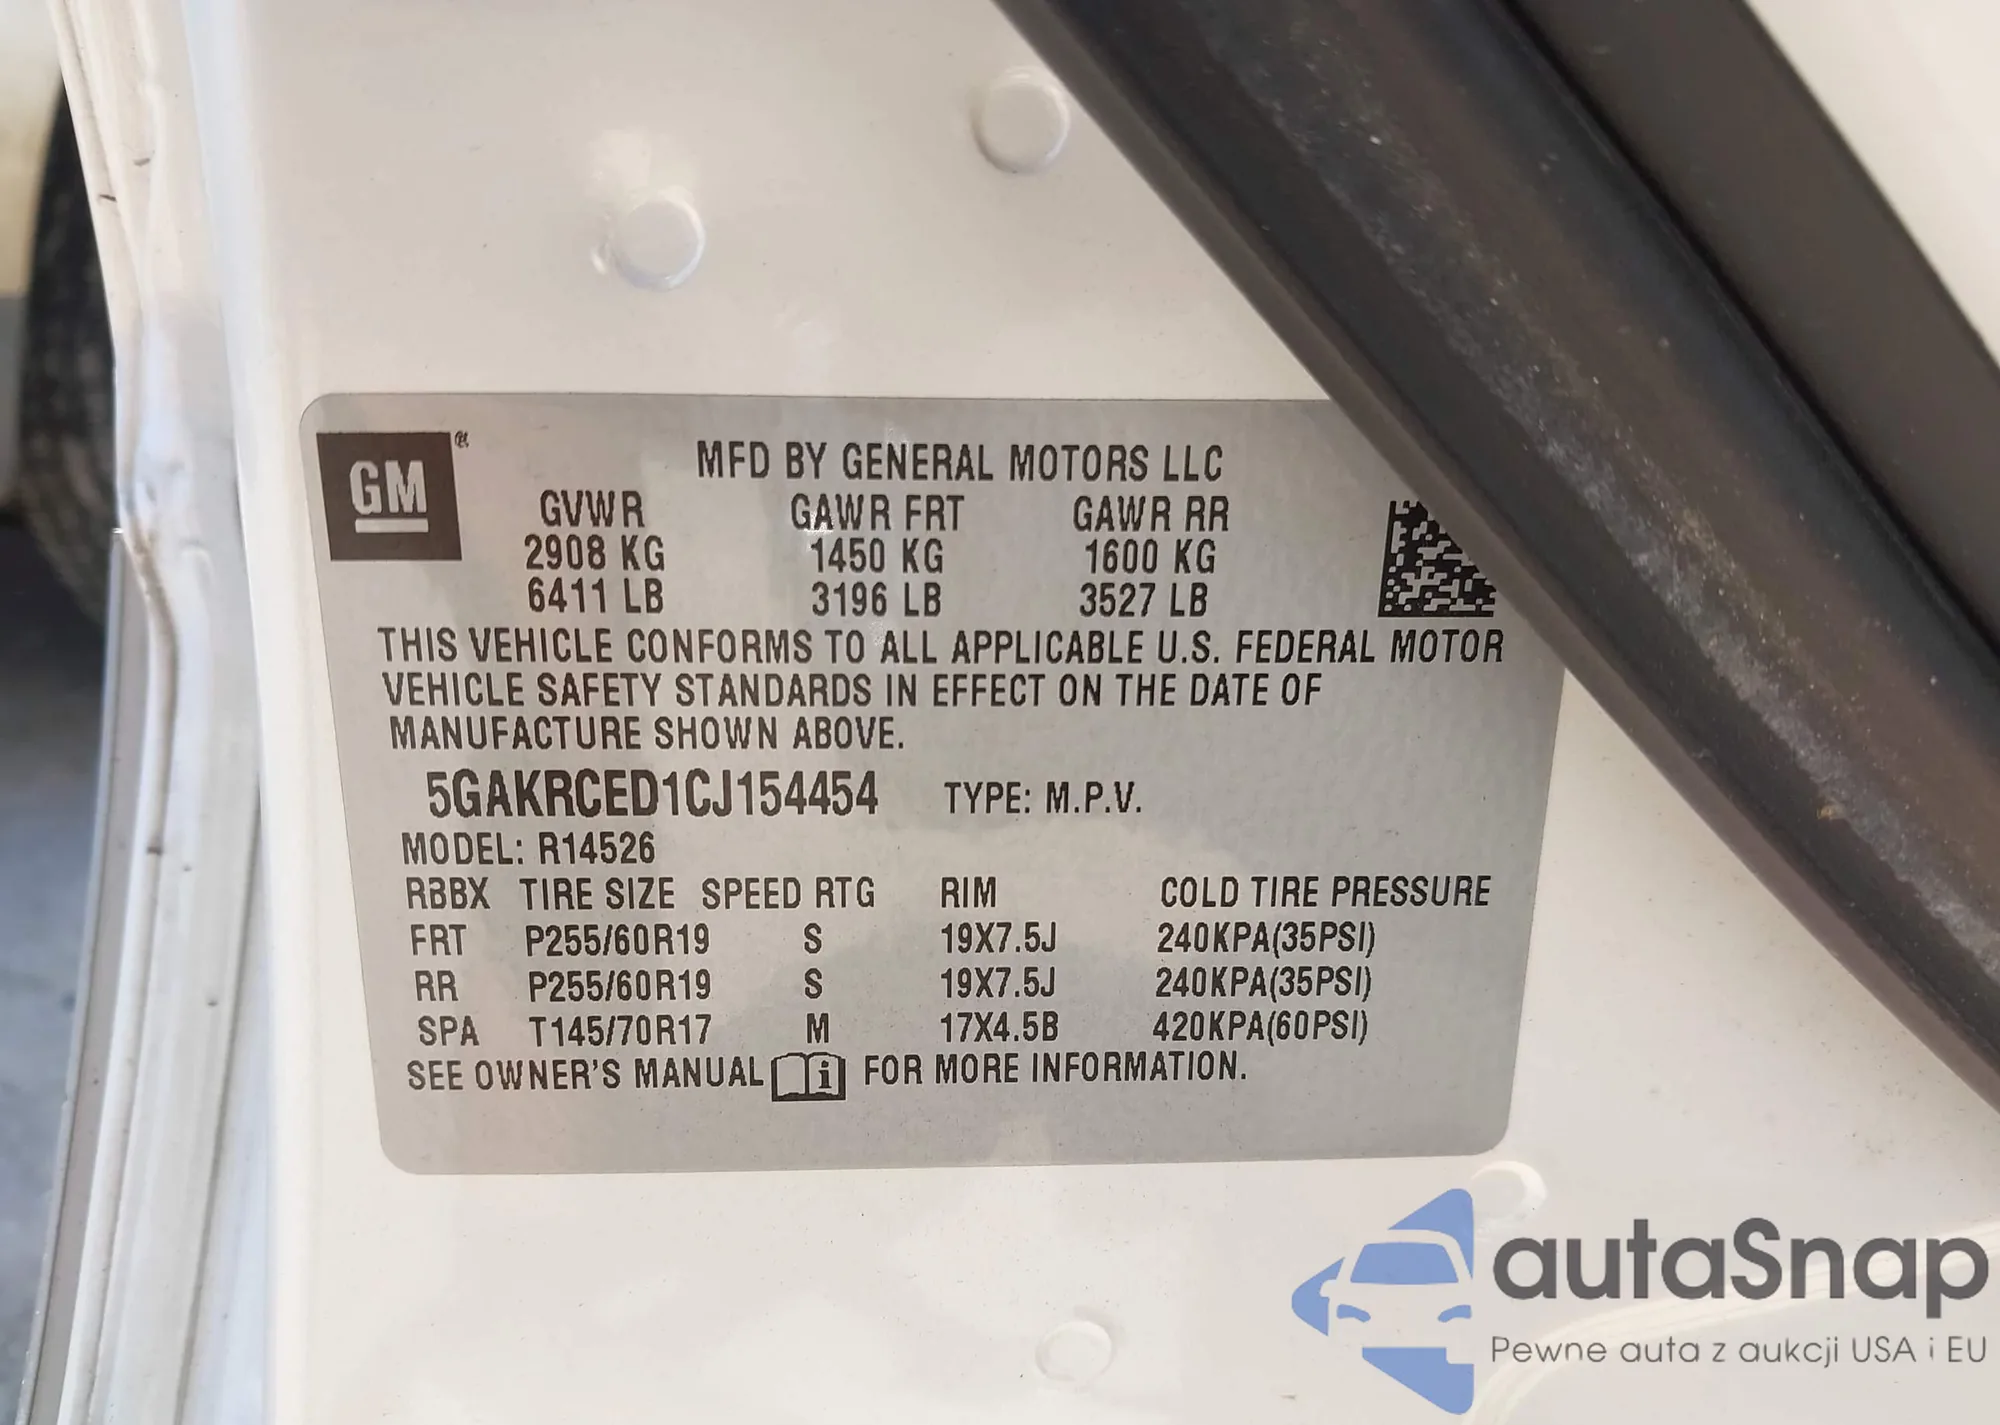 GM®
MFD BY GENERAL MOTORS LLC
GVWR GAWR FRT GAWR RR
2908 KG 1450 KG 1600 KG
6411 LB 3196 LB 3527 LB
THIS VEHICLE CONFORMS TO ALL APPLICABLE U.S. FEDERAL MOTOR
VEHICLE SAFETY STANDARDS IN EFFECT ON THE DATE OF
MANUFACTURE SHOWN ABOVE.
5GAKRCED1CJ154454 TYPE: M.P.V.
MODEL: R14526
RBBX TIRE SIZE SPEED RTG RIM COLD TIRE PRESSURE
FRT P255/60R19 S 19X7.5J 240KPA(35PSI)
RR P255/60R19 S 19X7.5J 240KPA(35PSI)
SPA T145/70R17 M 17X4.5B 420KPA(60PSI)
SEE OWNER'S MANUAL i FOR MORE INFORMATION.
autaSnap
Pewne auta z aukcji USA i EU